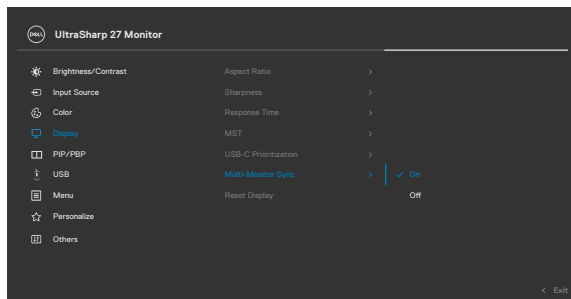 DELL UltraSharp 27 Monitor
Brightness/Contrast Aspect Ratio >
Input Source Sharpness >
Color Response Time >
Display MST >
PIP/PBP USB-C Prioritization >
USB Multi-Monitor Sync > ✓ On
Menu Reset Display Off
Personalize
Others
< Exit